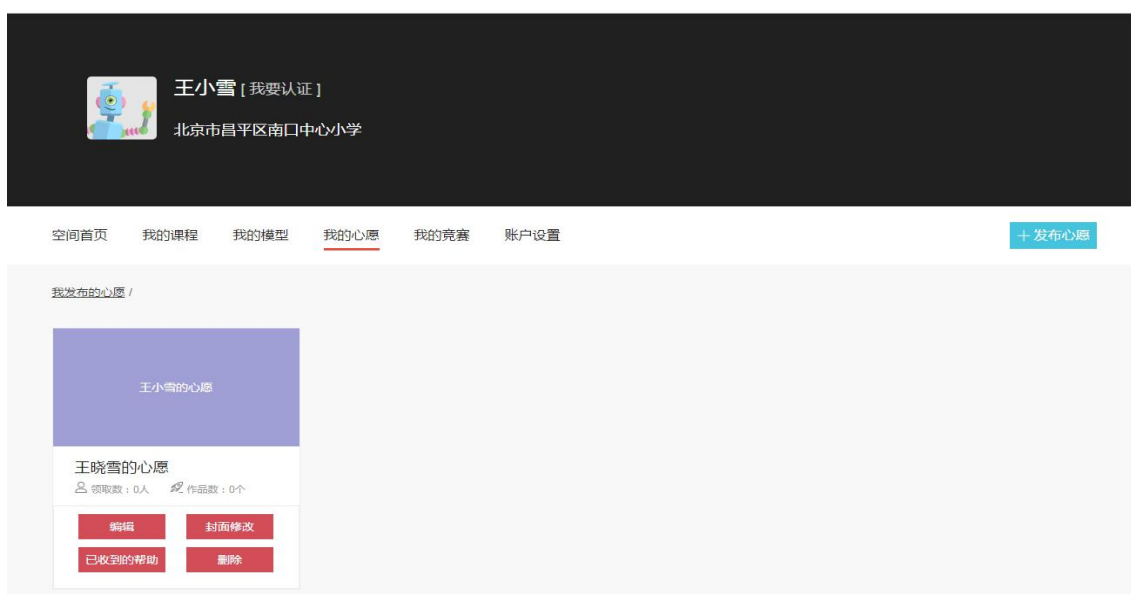 王小雪 [ 我要认证 ]
北京市昌平区南口中心小学
空间首页 我的课程 我的模型 我的心愿 我的竞赛 账户设置 + 发布心愿
我发布的心愿 /
王小雪的心愿
王晓雪的心愿
领取数：0人 作品数：0个
编辑 封面修改
已收到的帮助 删除